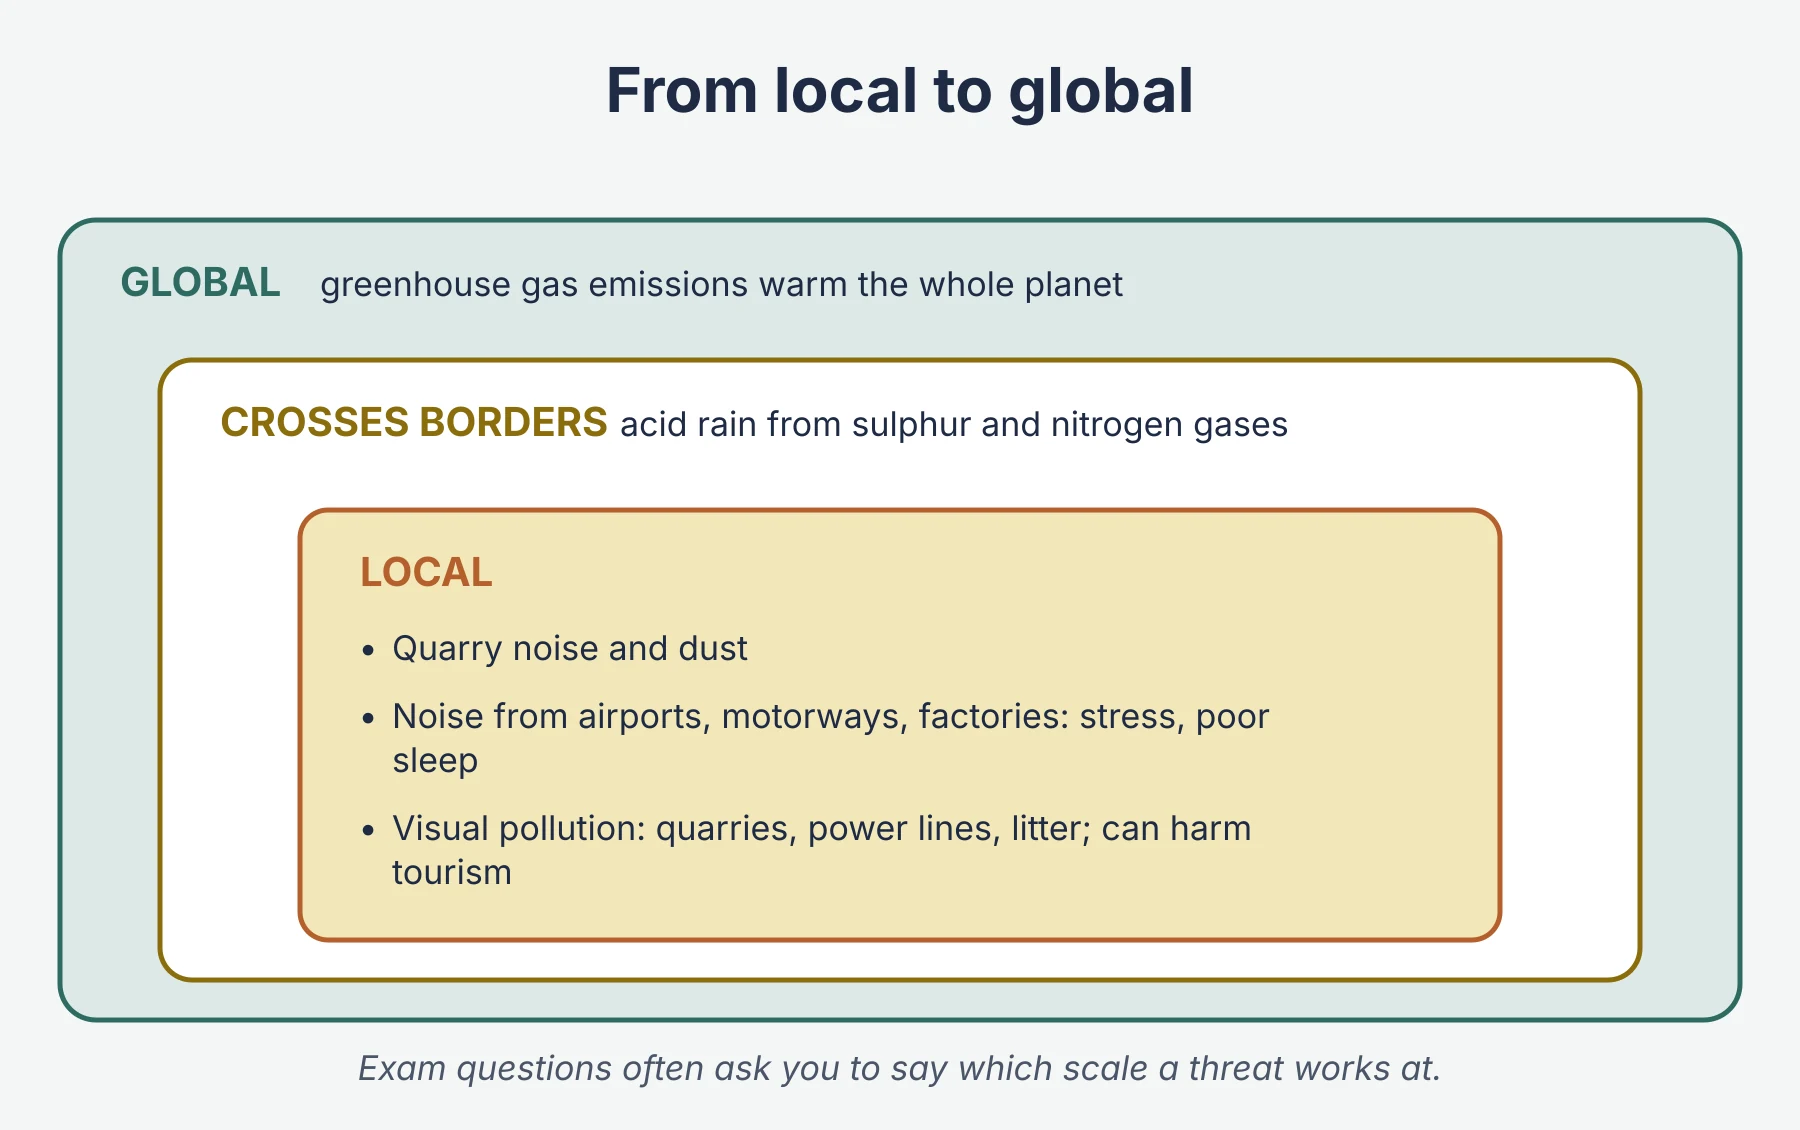 From local to global
GLOBAL greenhouse gas emissions warm the whole planet
CROSSES BORDERS acid rain from sulphur and nitrogen gases
LOCAL
• Quarry noise and dust
• Noise from airports, motorways, factories: stress, poor
sleep
• Visual pollution: quarries, power lines, litter; can harm
tourism
Exam questions often ask you to say which scale a threat works at.